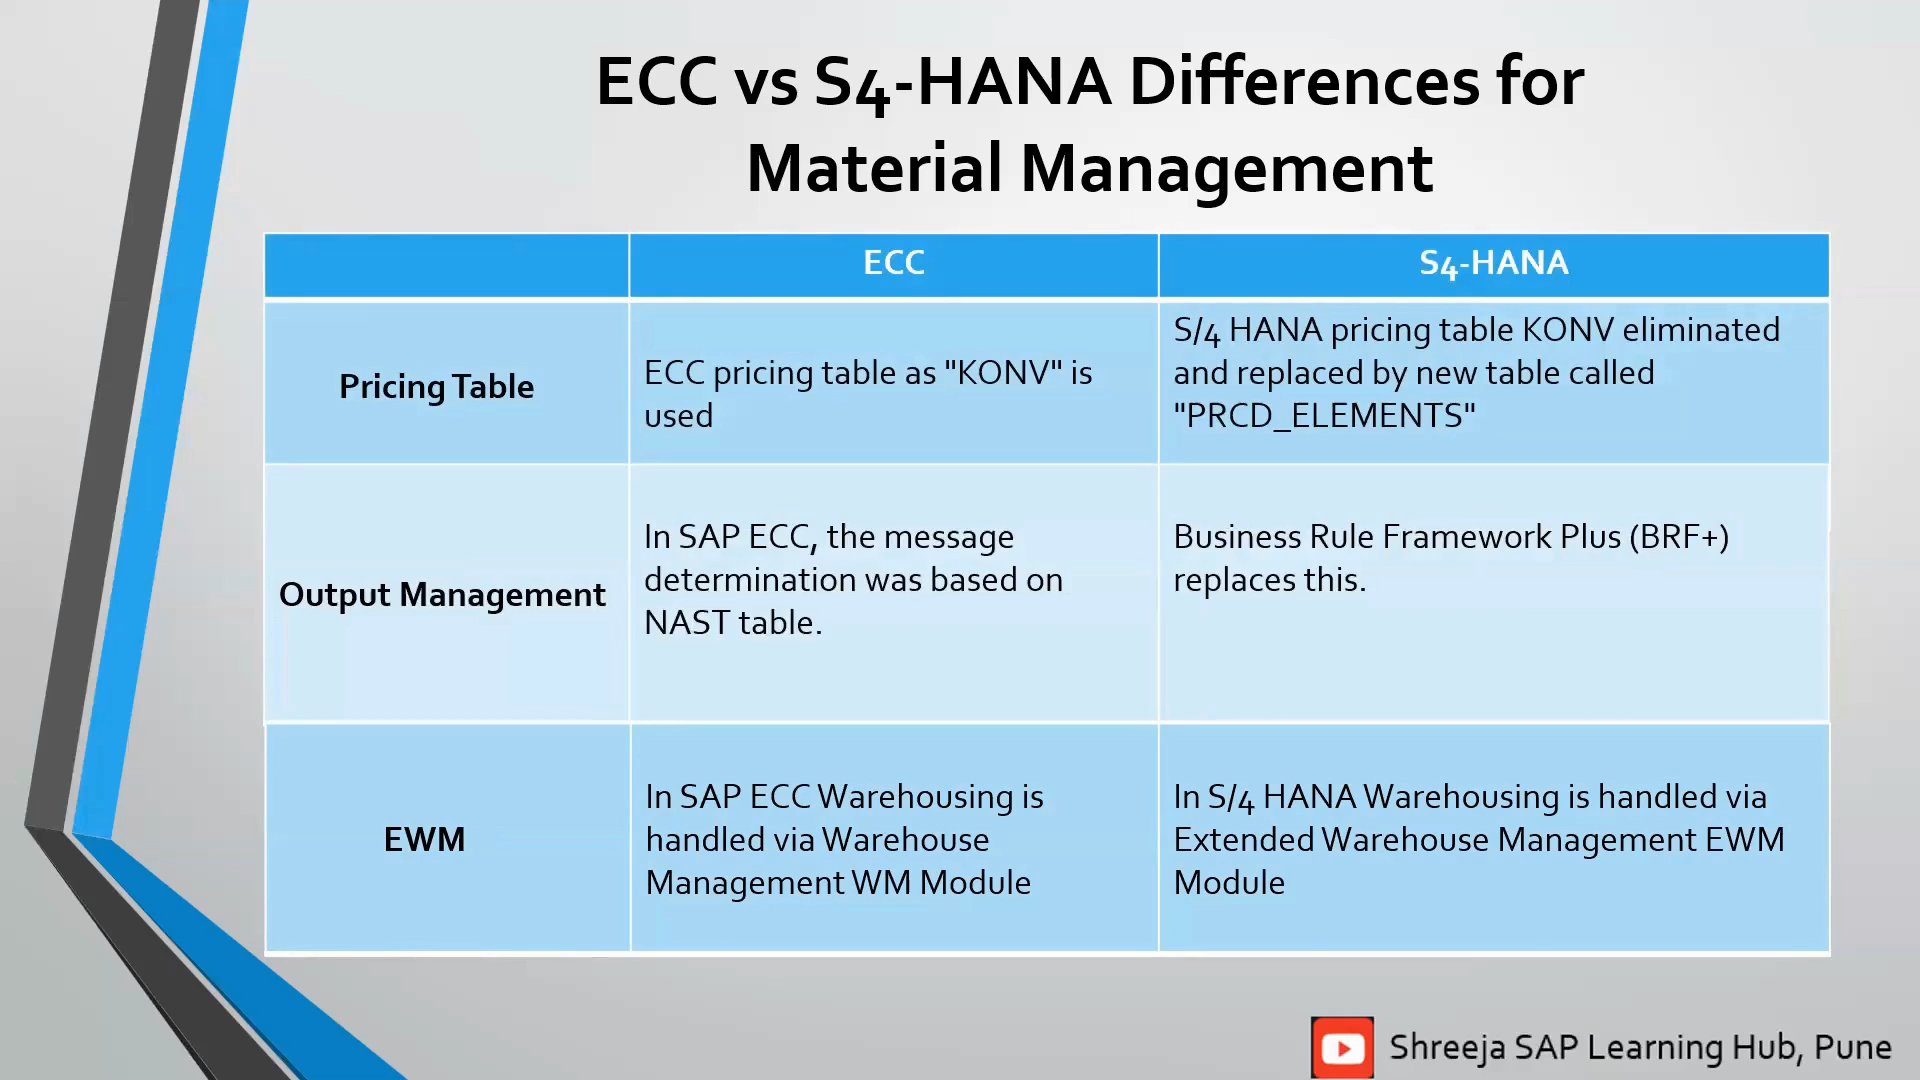 ECC vs S4-HANA Differences for
Material Management
ECC
S4-HANA
Pricing Table
ECC pricing table as "KONV" is
used
S/4 HANA pricing table KONV eliminated
and replaced by new table called
"PRCD_ELEMENTS"
Output Management
In SAP ECC, the message
determination was based on
NAST table.
Business Rule Framework Plus (BRF+)
replaces this.
EWM
In SAP ECC Warehousing is
handled via Warehouse
Management WM Module
In S/4 HANA Warehousing is handled via
Extended Warehouse Management EWM
Module
Shreeja SAP Learning Hub, Pune